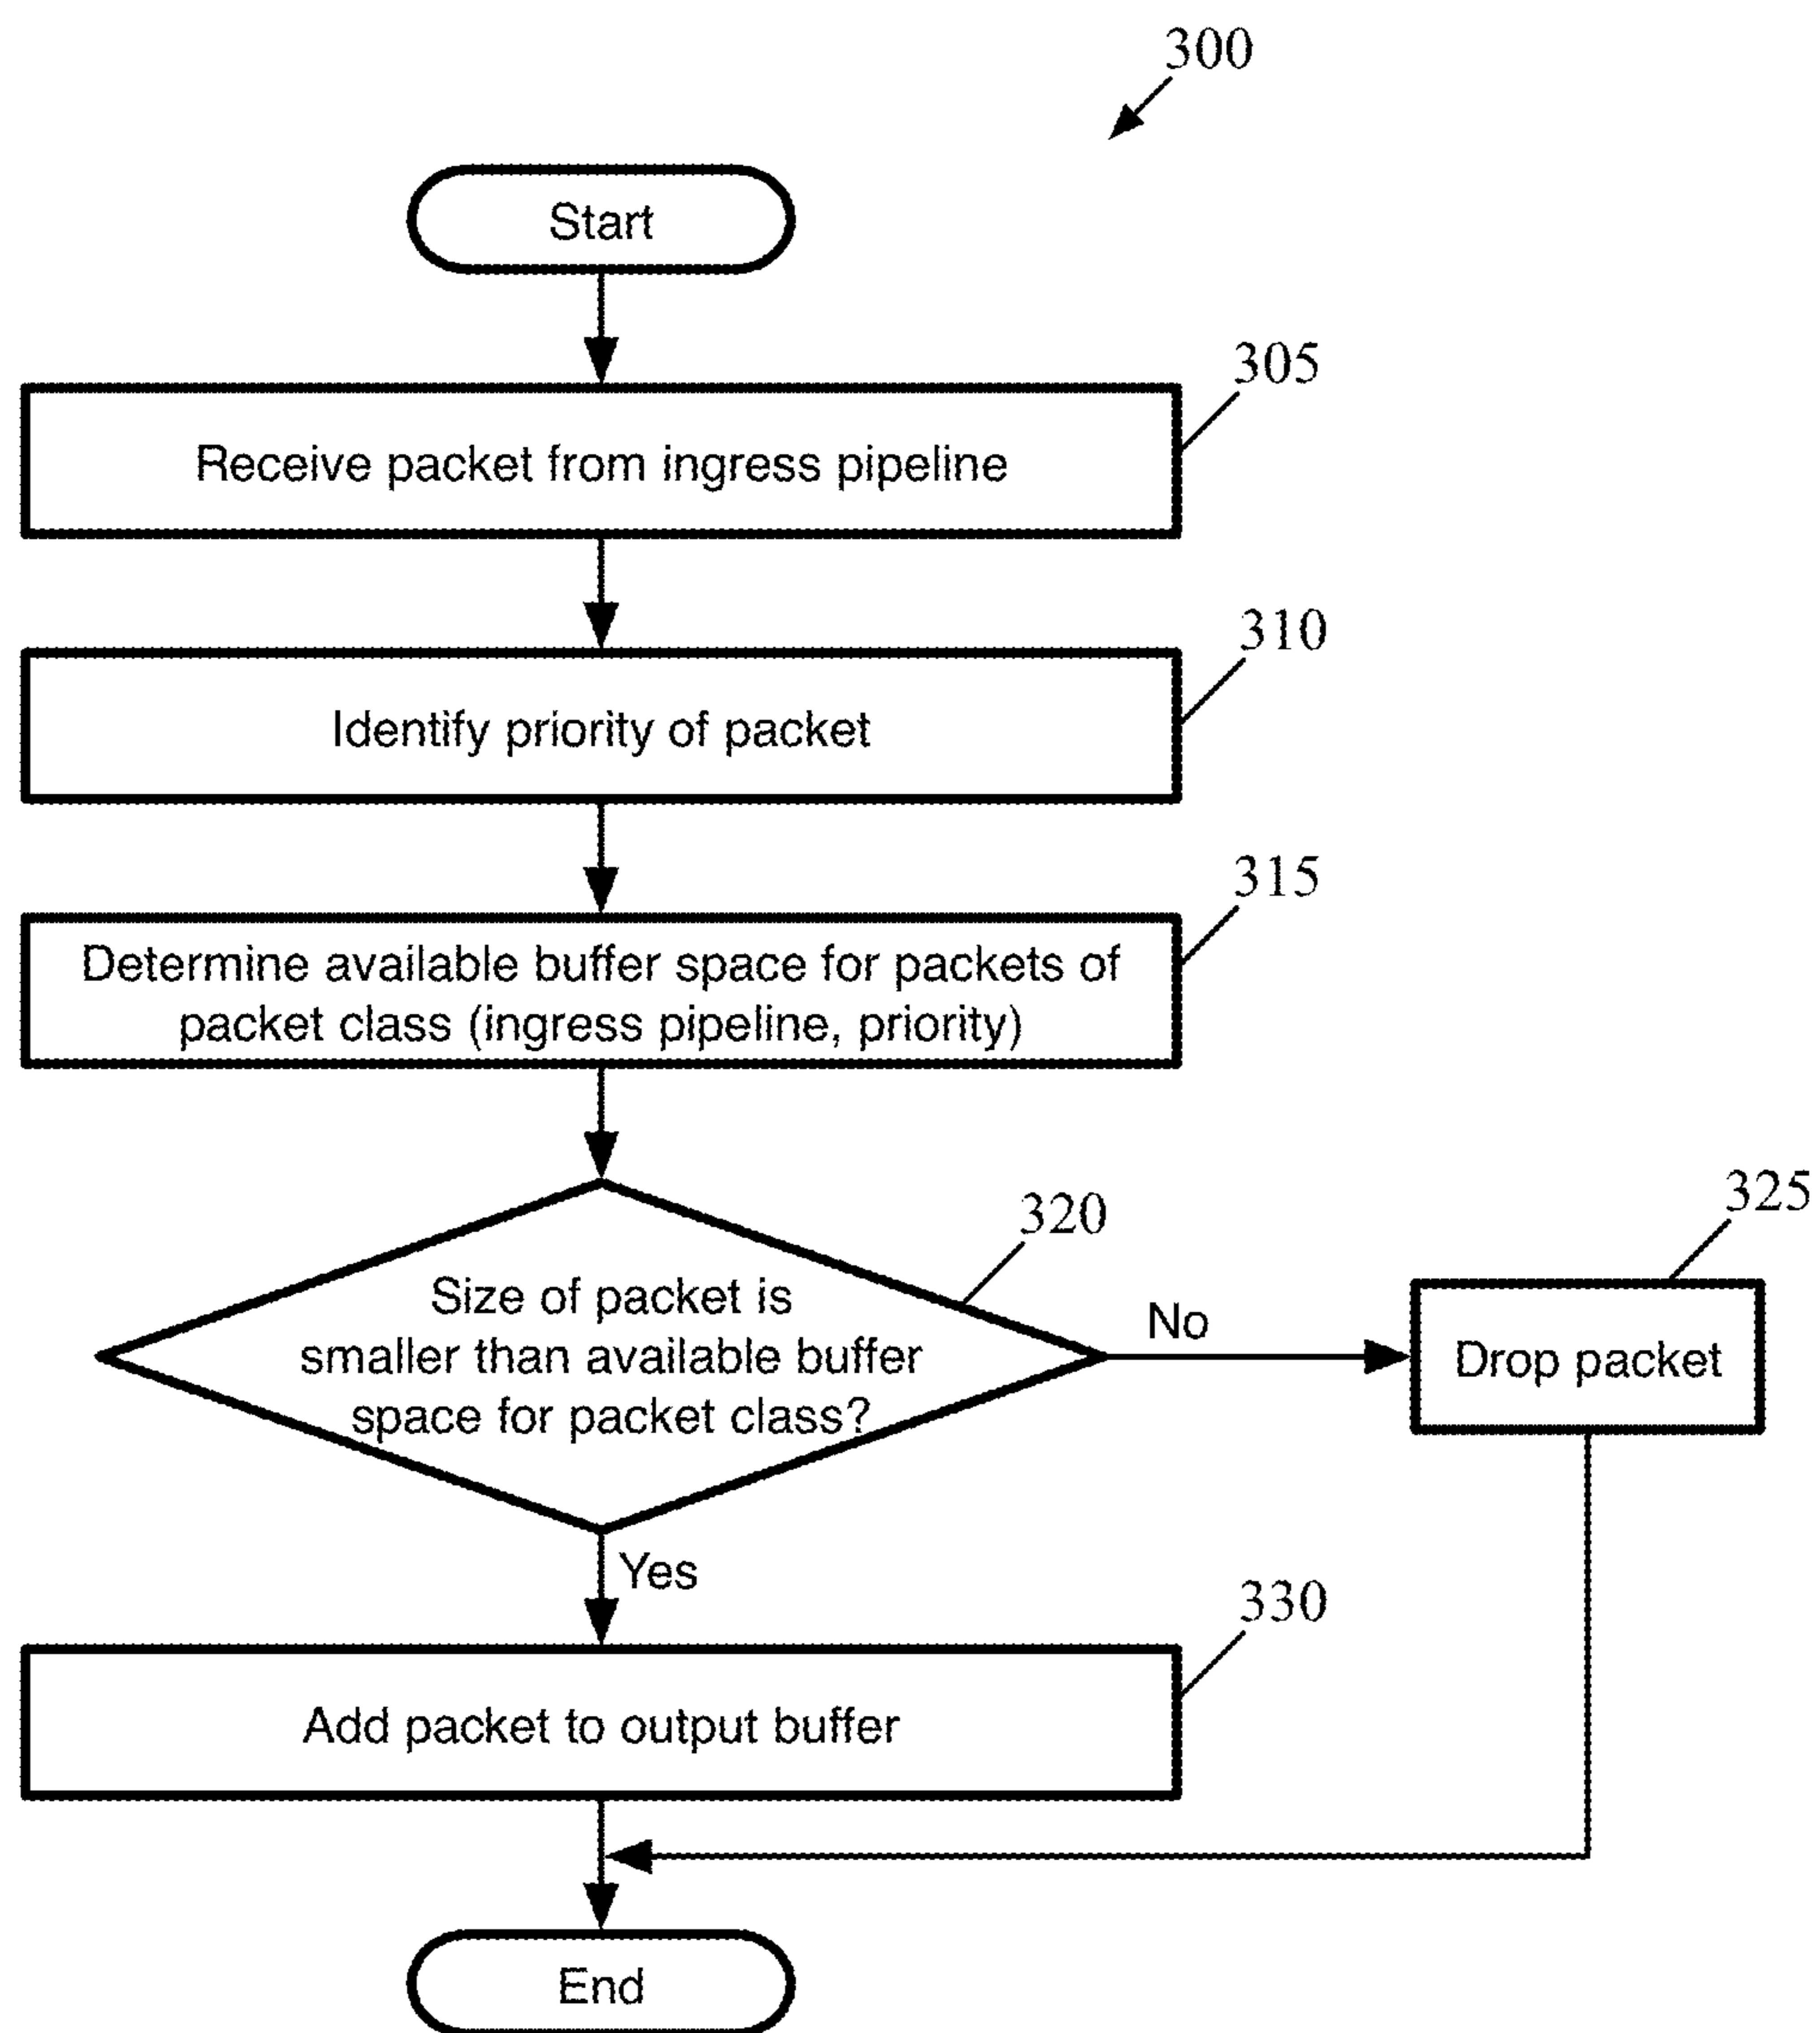 300
Start
305
Receive packet from ingress pipeline
310
Identify priority of packet
315
Determine available buffer space for packets of
packet class (ingress pipeline, priority)
320
Size of packet is
smaller than available buffer
space for packet class?
No
325
Drop packet
Yes
330
Add packet to output buffer
End